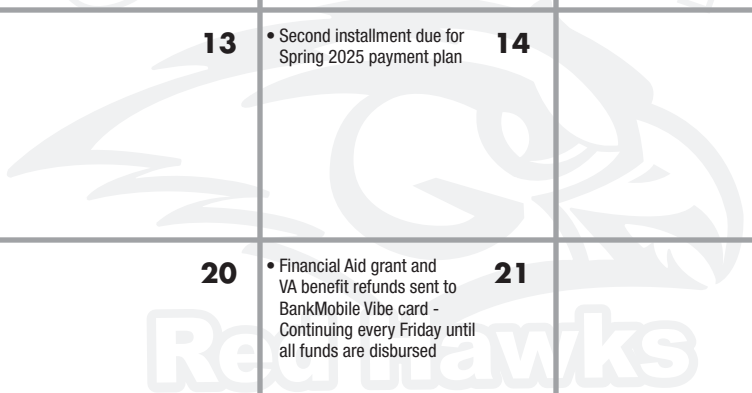 13
• Second installment due for
Spring 2025 payment plan
14
20
• Financial Aid grant and
VA benefit refunds sent to
BankMobile Vibe card -
Continuing every Friday until
all funds are disbursed
21
Red Hawks